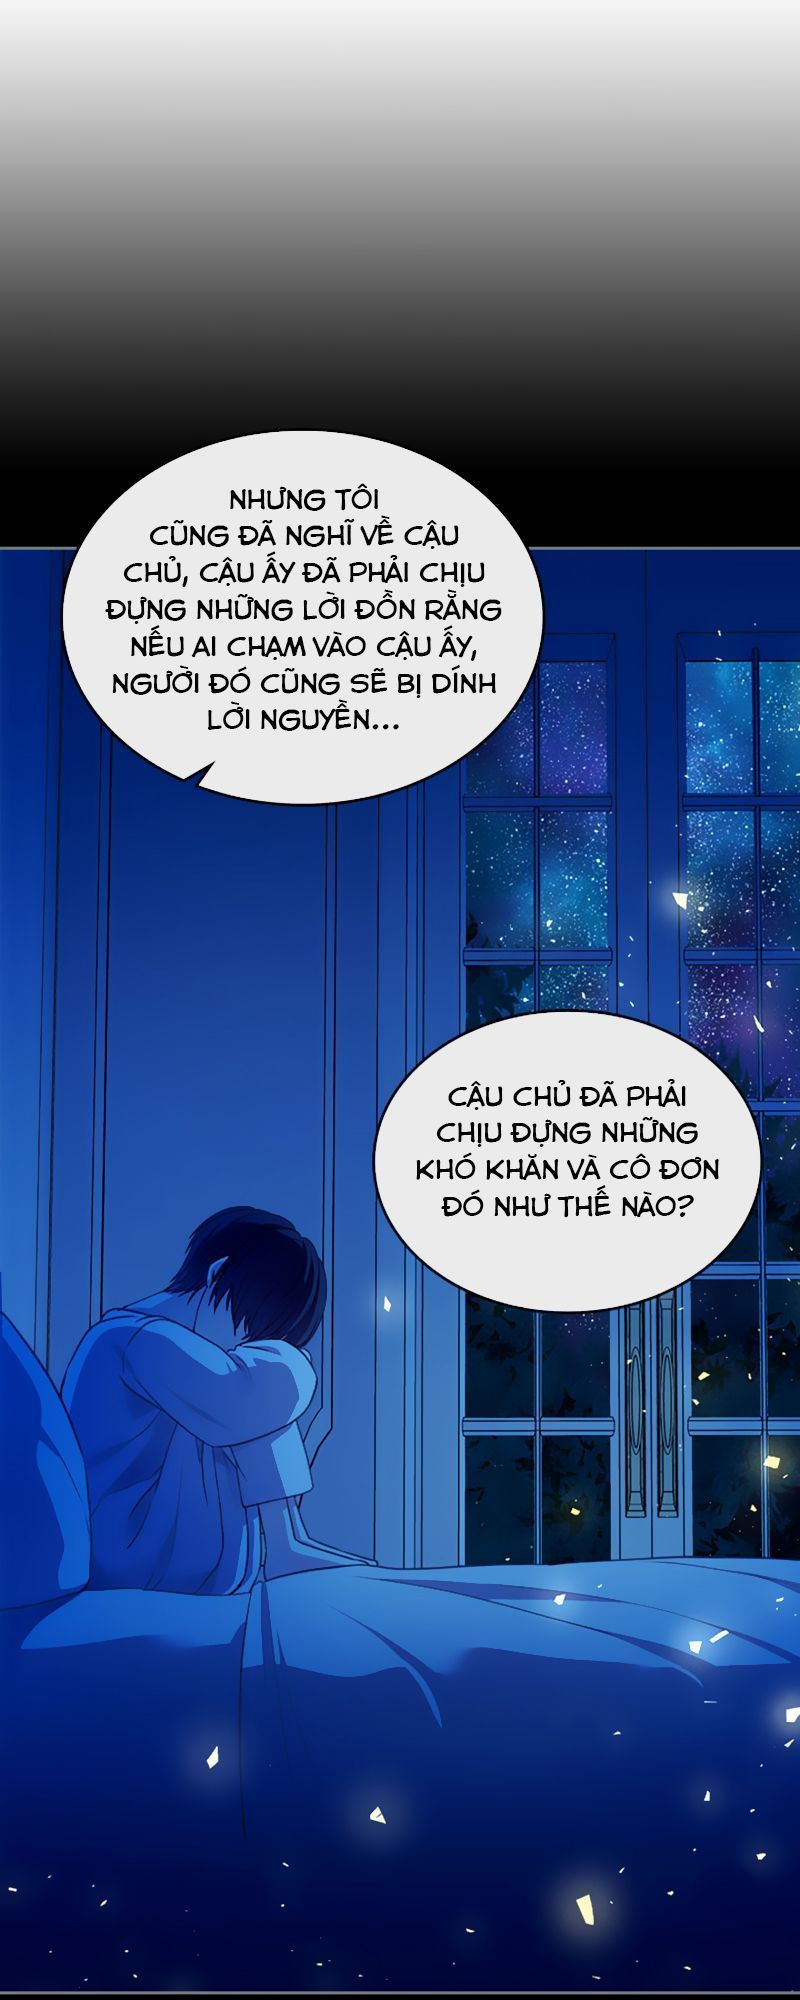 NHƯNG TÔI
CŨNG ĐÃ NGHĨ VỀ CẬU
CHỦ, CẬU ẤY ĐÃ PHẢI CHỊU
ĐỰNG NHỮNG LỜI ĐỒN RẰNG
NẾU AI CHẠM VÀO CẬU ẤY,
NGƯỜI ĐÓ CŨNG SẼ BỊ DÍNH
LỜI NGUYỀN...
CẬU CHỦ ĐÃ PHẢI
CHỊU ĐỰNG NHỮNG
KHÓ KHĂN VÀ CÔ ĐƠN
ĐÓ NHƯ THẾ NÀO?